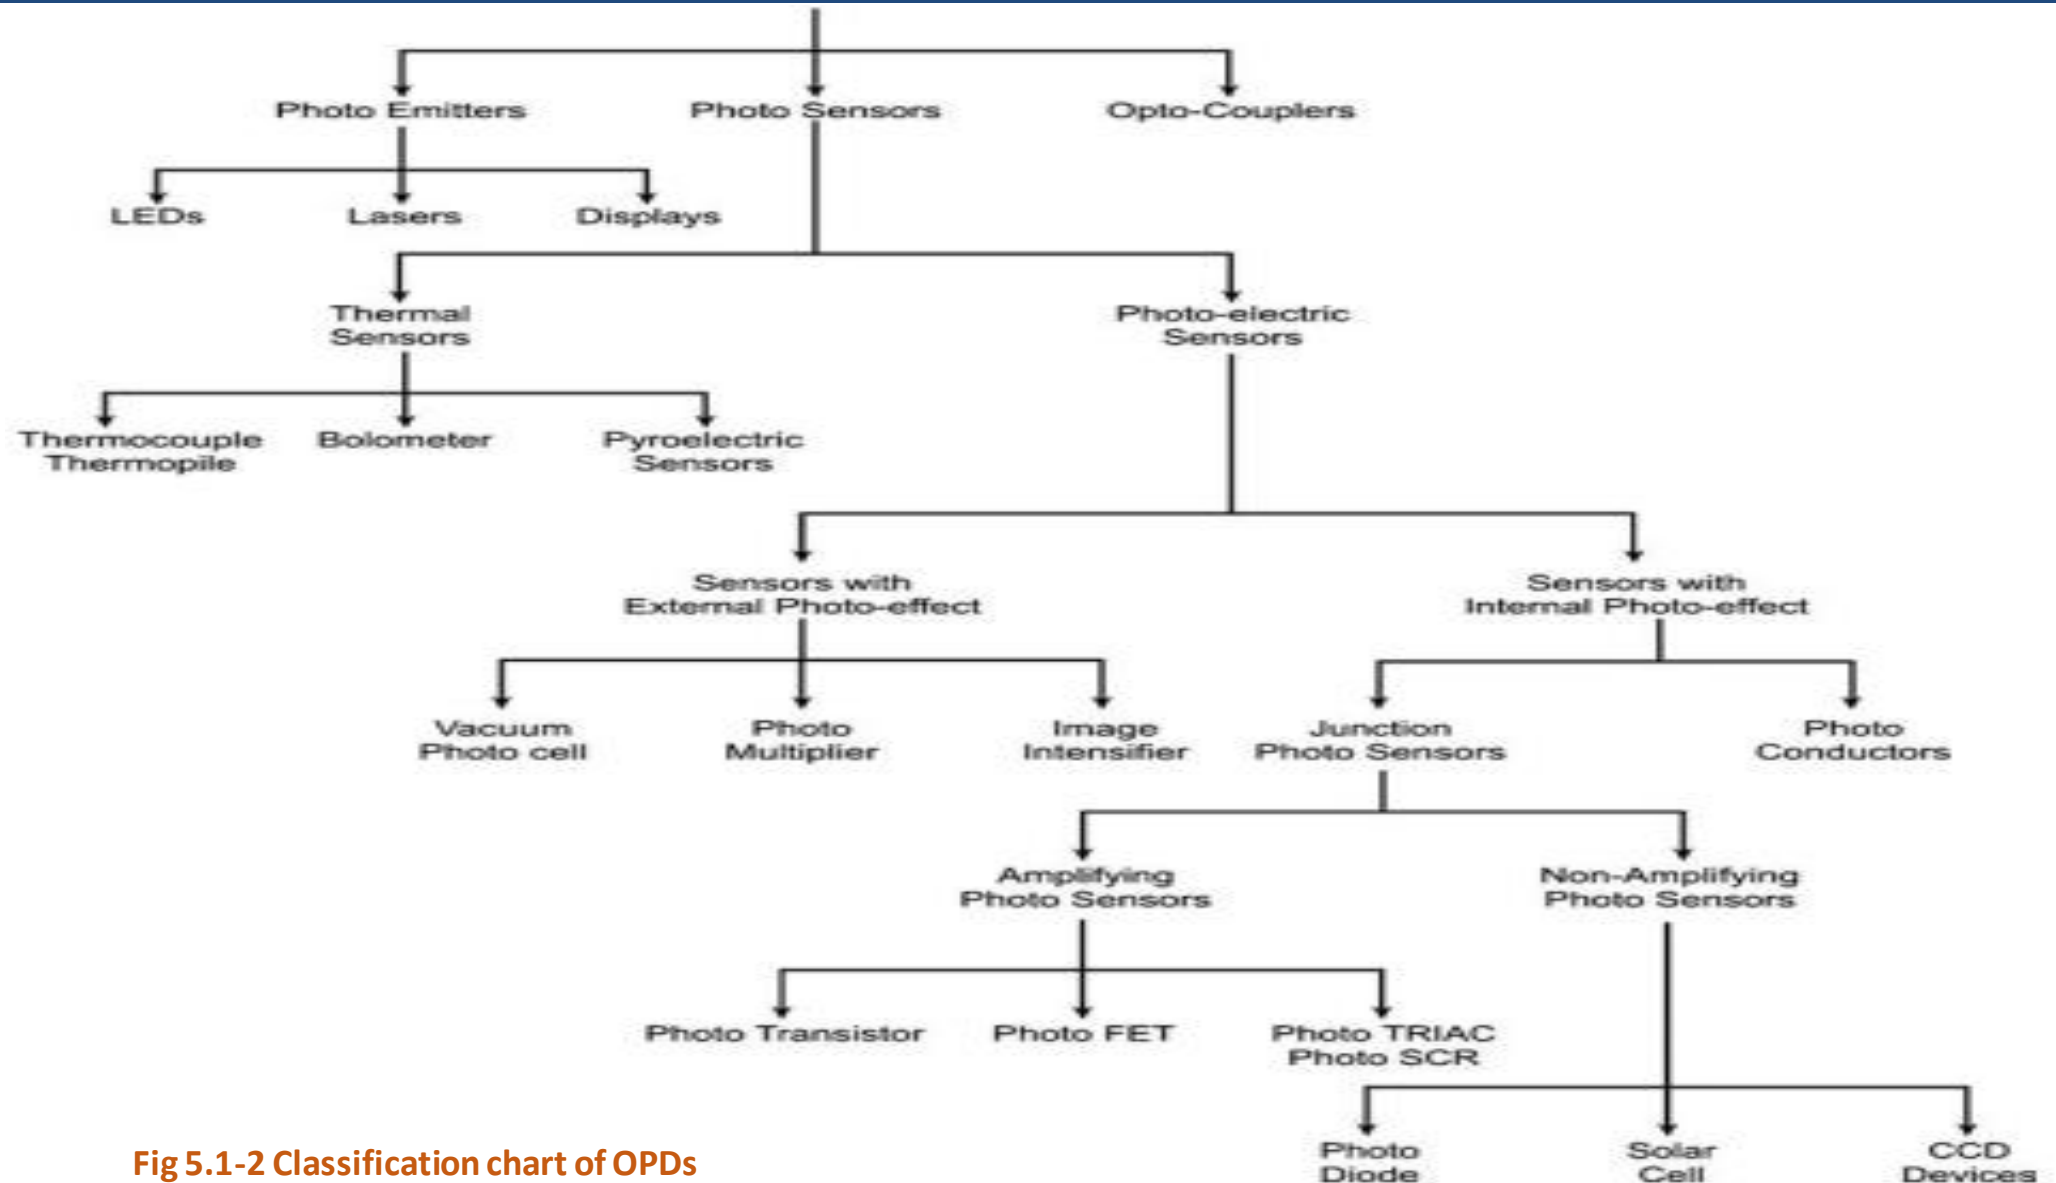 Photo Emitters
Photo Sensors
Opto-Couplers
LEDs
Lasers
Displays
Thermal
Sensors
Photo-electric
Sensors
Thermocouple
Thermopile
Bolometer
Pyroelectric
Sensors
Sensors with
External Photo-effect
Sensors with
Internal Photo-effect
Vacuum
Photo cell
Photo
Multiplier
Image
Intensifier
Junction
Photo Sensors
Photo
Conductors
Amplifying
Photo Sensors
Non-Amplifying
Photo Sensors
Photo Transistor
Photo FET
Photo TRIAC
Photo SCR
Photo
Diode
Solar
Cell
CCD
Devices
Fig 5.1-2 Classification chart of OPDs